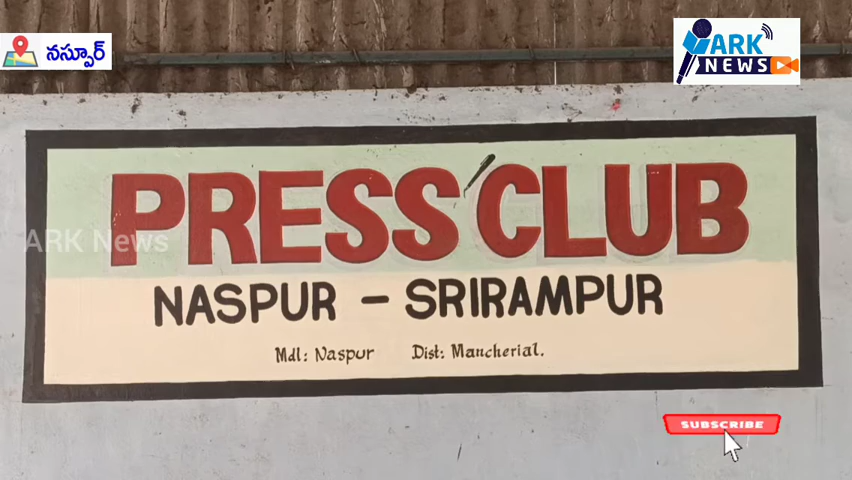 నస్పూర్
ARK
NEWS
PRESS CLUB
ARK News
NASPUR - SRIRAMPUR
Mdl: Naspur Dist: Mancherial.
SUBSCRIBE